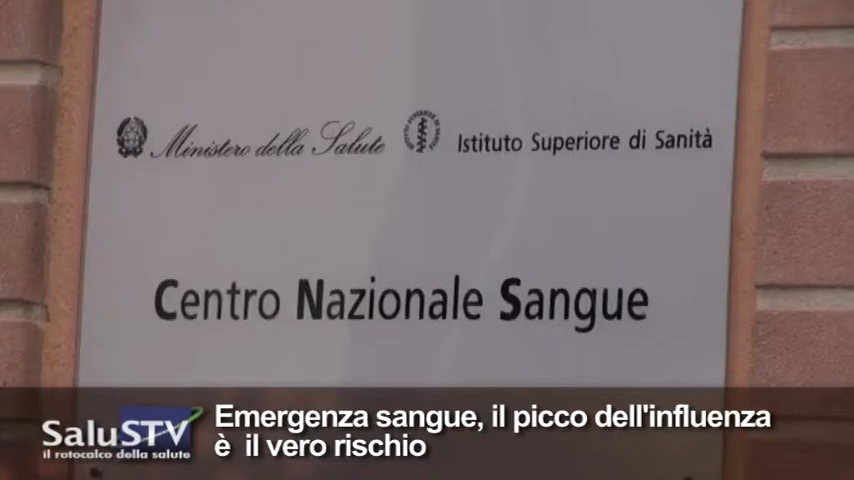 Ministero della Salute Istituto Superiore di Sanità
Centro Nazionale Sangue
Emergenza sangue, il picco dell'influenza
è il vero rischio
SaluSTV
il rotocalco della salute